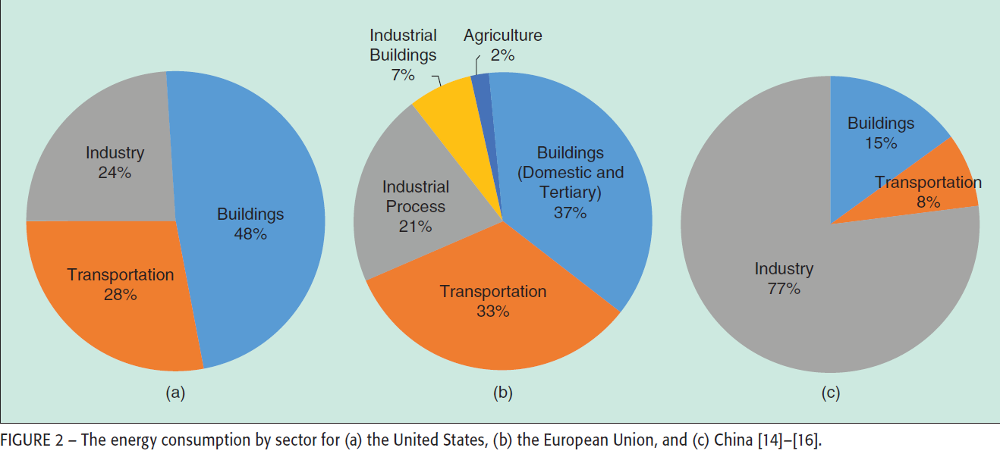 Industry
24%
Buildings
48%
Transportation
28%
(a)
Industrial
Buildings
7%
Agriculture
2%
Buildings
(Domestic and
Tertiary)
37%
Industrial
Process
21%
Transportation
33%
(b)
Buildings
15%
Transportation
8%
Industry
77%
(c)
FIGURE 2 – The energy consumption by sector for (a) the United States, (b) the European Union, and (c) China [14]–[16].